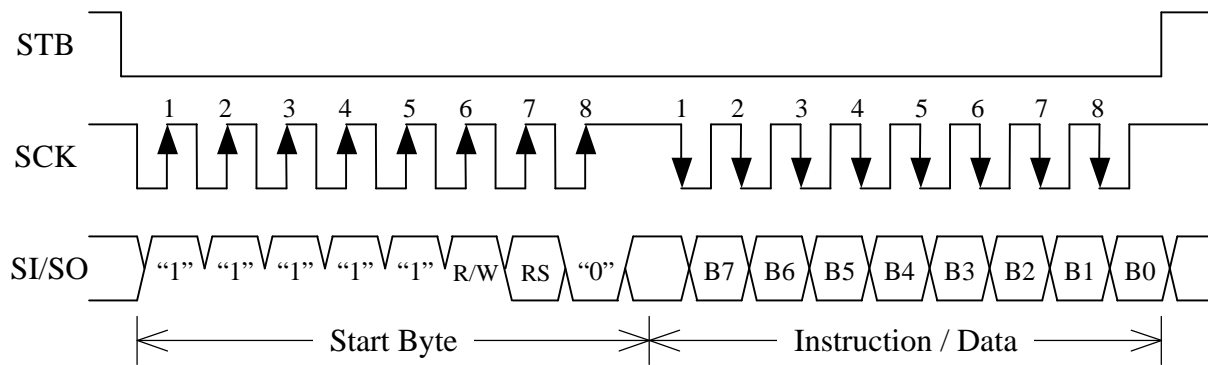 STB
1 2 3 4 5 6 7 8 1 2 3 4 5 6 7 8
SCK
SI/SO “1” “1” “1” “1” “1” R/W RS “0” B7 B6 B5 B4 B3 B2 B1 B0
Start Byte Instruction / Data